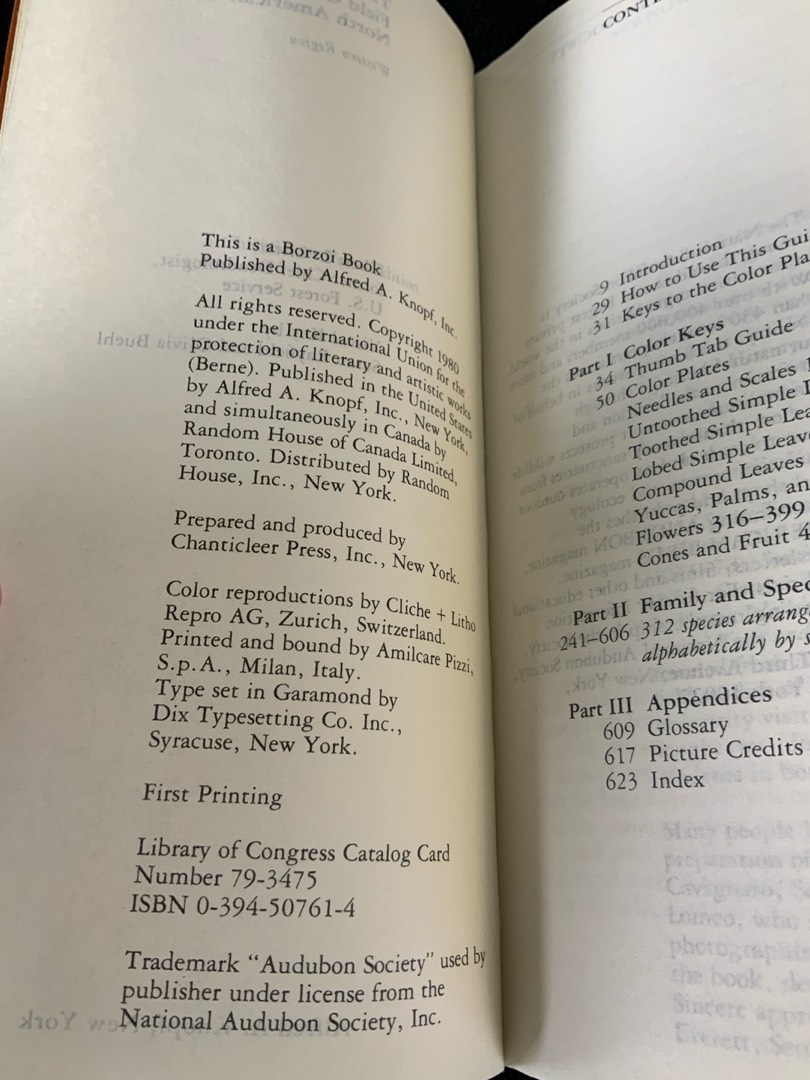 This is a Borzoi Book
Published by Alfred A. Knopf, Inc.
All rights reserved. Copyright 1980
under the International Union for the
protection of literary and artistic works
(Berne). Published in the United States
by Alfred A. Knopf, Inc., New York,
and simultaneously in Canada by
Random House of Canada Limited,
Toronto. Distributed by Random
House, Inc., New York.
Prepared and produced by
Chanticleer Press, Inc., New York.
Color reproductions by Cliche + Litho
Repro AG, Zurich, Switzerland.
Printed and bound by Amilcare Pizzi,
S.p.A., Milan, Italy.
Type set in Garamond by
Dix Typesetting Co. Inc.,
Syracuse, New York.
First Printing
Library of Congress Catalog Card
Number 79-3475
ISBN 0-394-50761-4
Trademark "Audubon Society" used by
publisher under license from the
National Audubon Society, Inc.
CONT
9 Introduction
29 How to Use This Gui
31 Keys to the Color Pla
Part I Color Keys
34 Thumb Tab Guide
50 Color Plates
Needles and Scales
Untoothed Simple
Toothed Simple Lea
Lobed Simple Leav
Compound Leaves
Yuccas, Palms, an
Flowers 316–399
Cones and Fruit 4
Part II Family and Spec
241–606 312 species arrang
alphabetically by s
Part III Appendices
609 Glossary
617 Picture Credits
623 Index